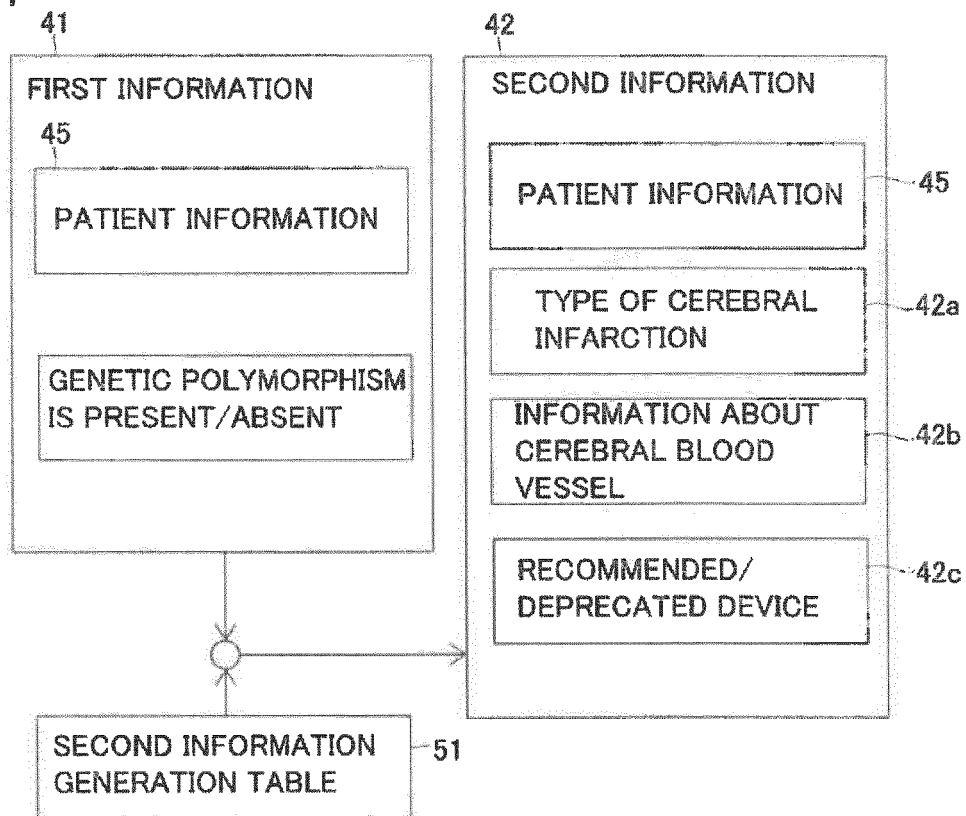 41
FIRST INFORMATION
45
PATIENT INFORMATION
GENETIC POLYMORPHISM
IS PRESENT/ABSENT
42
SECOND INFORMATION
PATIENT INFORMATION
45
TYPE OF CEREBRAL
INFARCTION
42a
INFORMATION ABOUT
CEREBRAL BLOOD
VESSEL
42b
RECOMMENDED/
DEPRECATED DEVICE
42c
SECOND INFORMATION
GENERATION TABLE
51